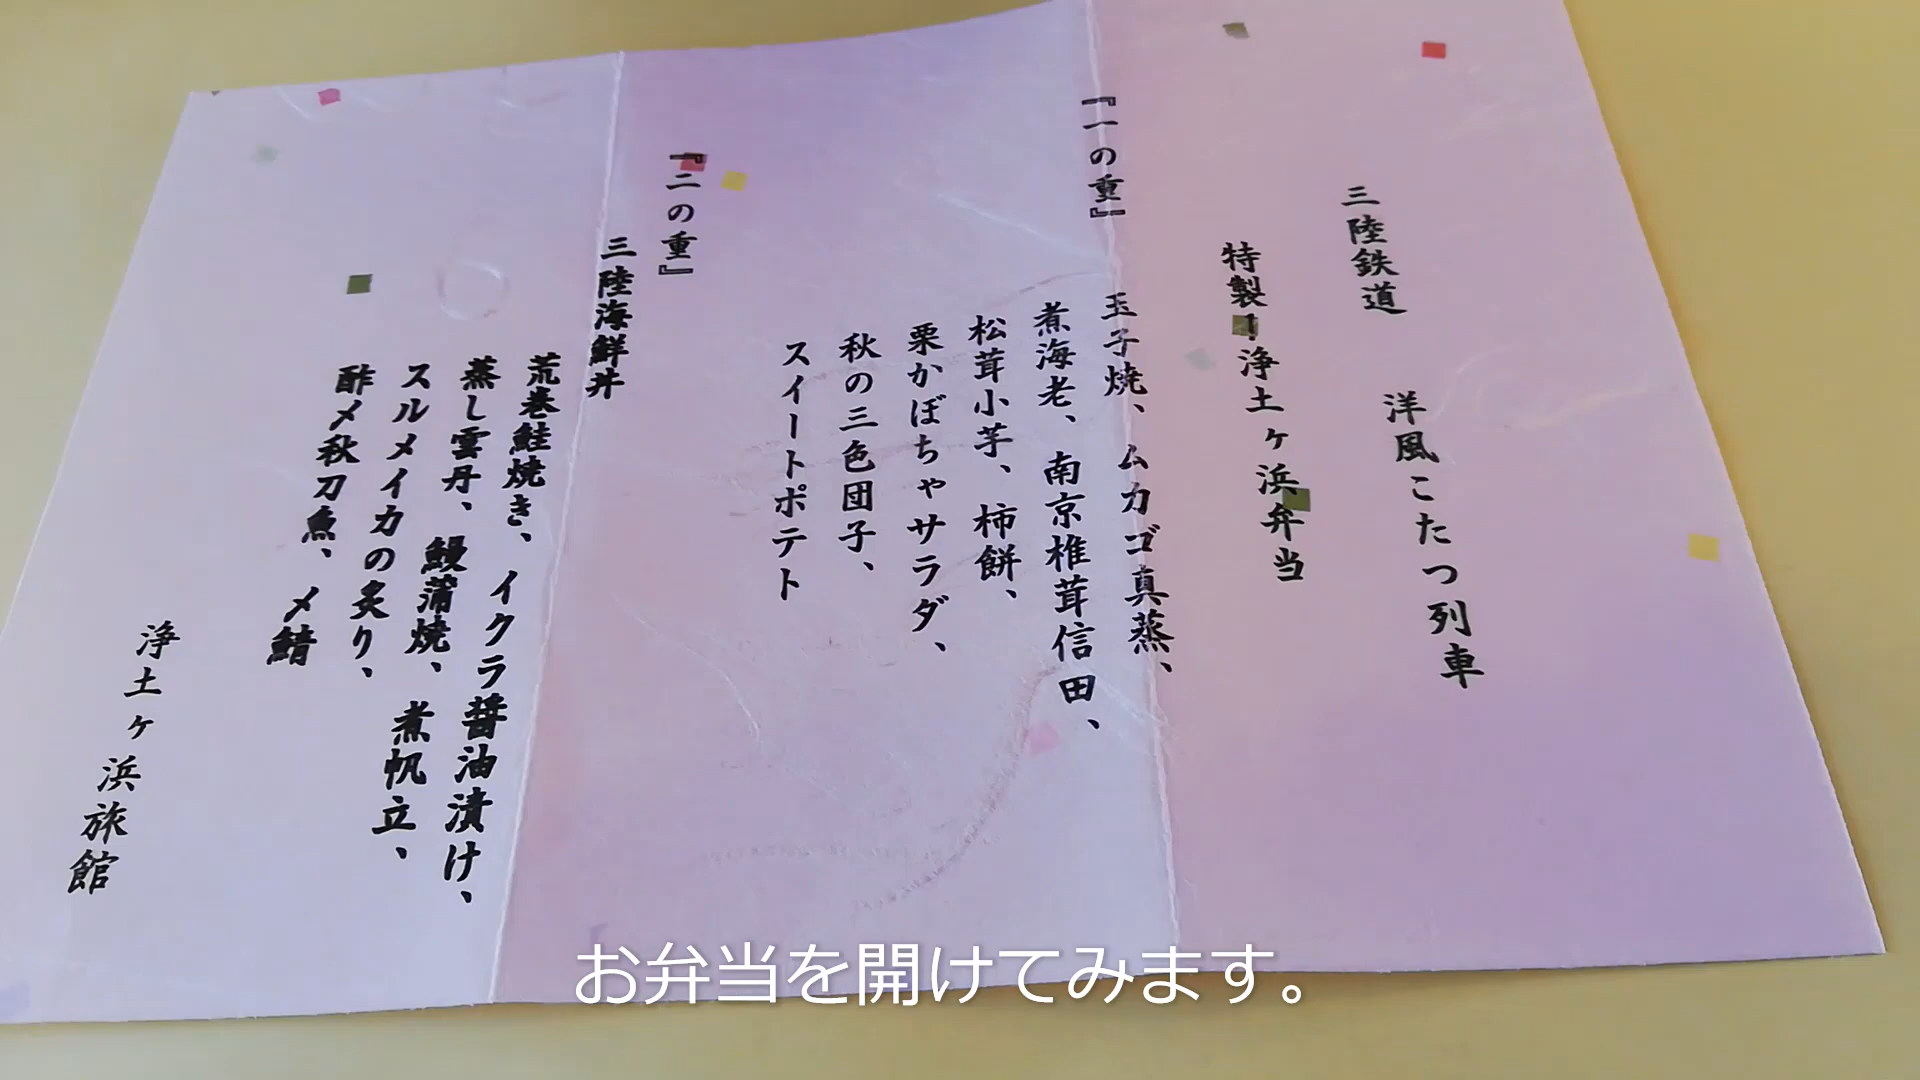 三陸鉄道 洋風こたつ列車
特製!浄土ヶ浜弁当
『一の重』
玉子焼、ムカゴ真蒸、
煮海老、南京椎茸信田、
松茸小芋、柿餅、
栗かぼちゃサラダ、
秋の三色団子、
スイートポテト
『二の重』
三陸海鮮丼
荒巻鮭焼き、イクラ醤油漬け、
蒸し雲丹、鰻蒲焼、煮帆立、
スルメイカの炙り、
酢〆秋刀魚、〆鯖
浄土ヶ浜旅館
お弁当を開けてみます。